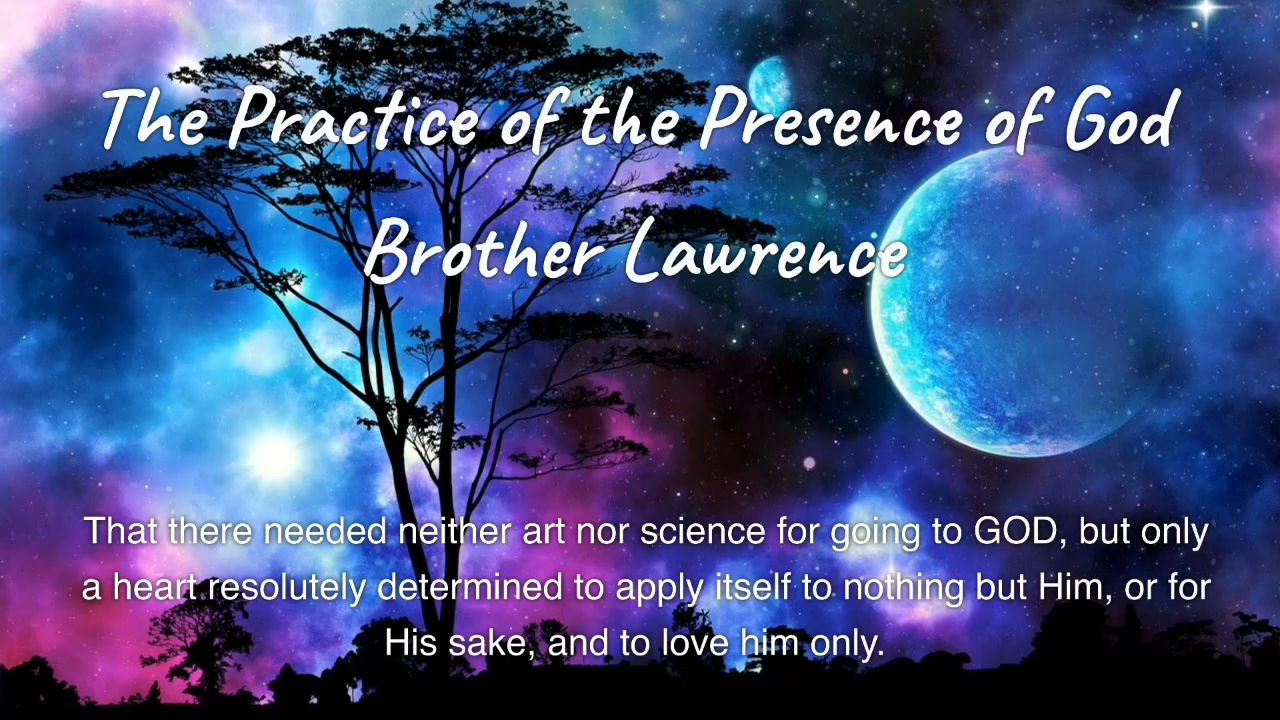 The Practice of the Presence of God
Brother Lawrence
That there needed neither art nor science for going to GOD, but only
a heart resolutely determined to apply itself to nothing but Him, or for
His sake, and to love him only.